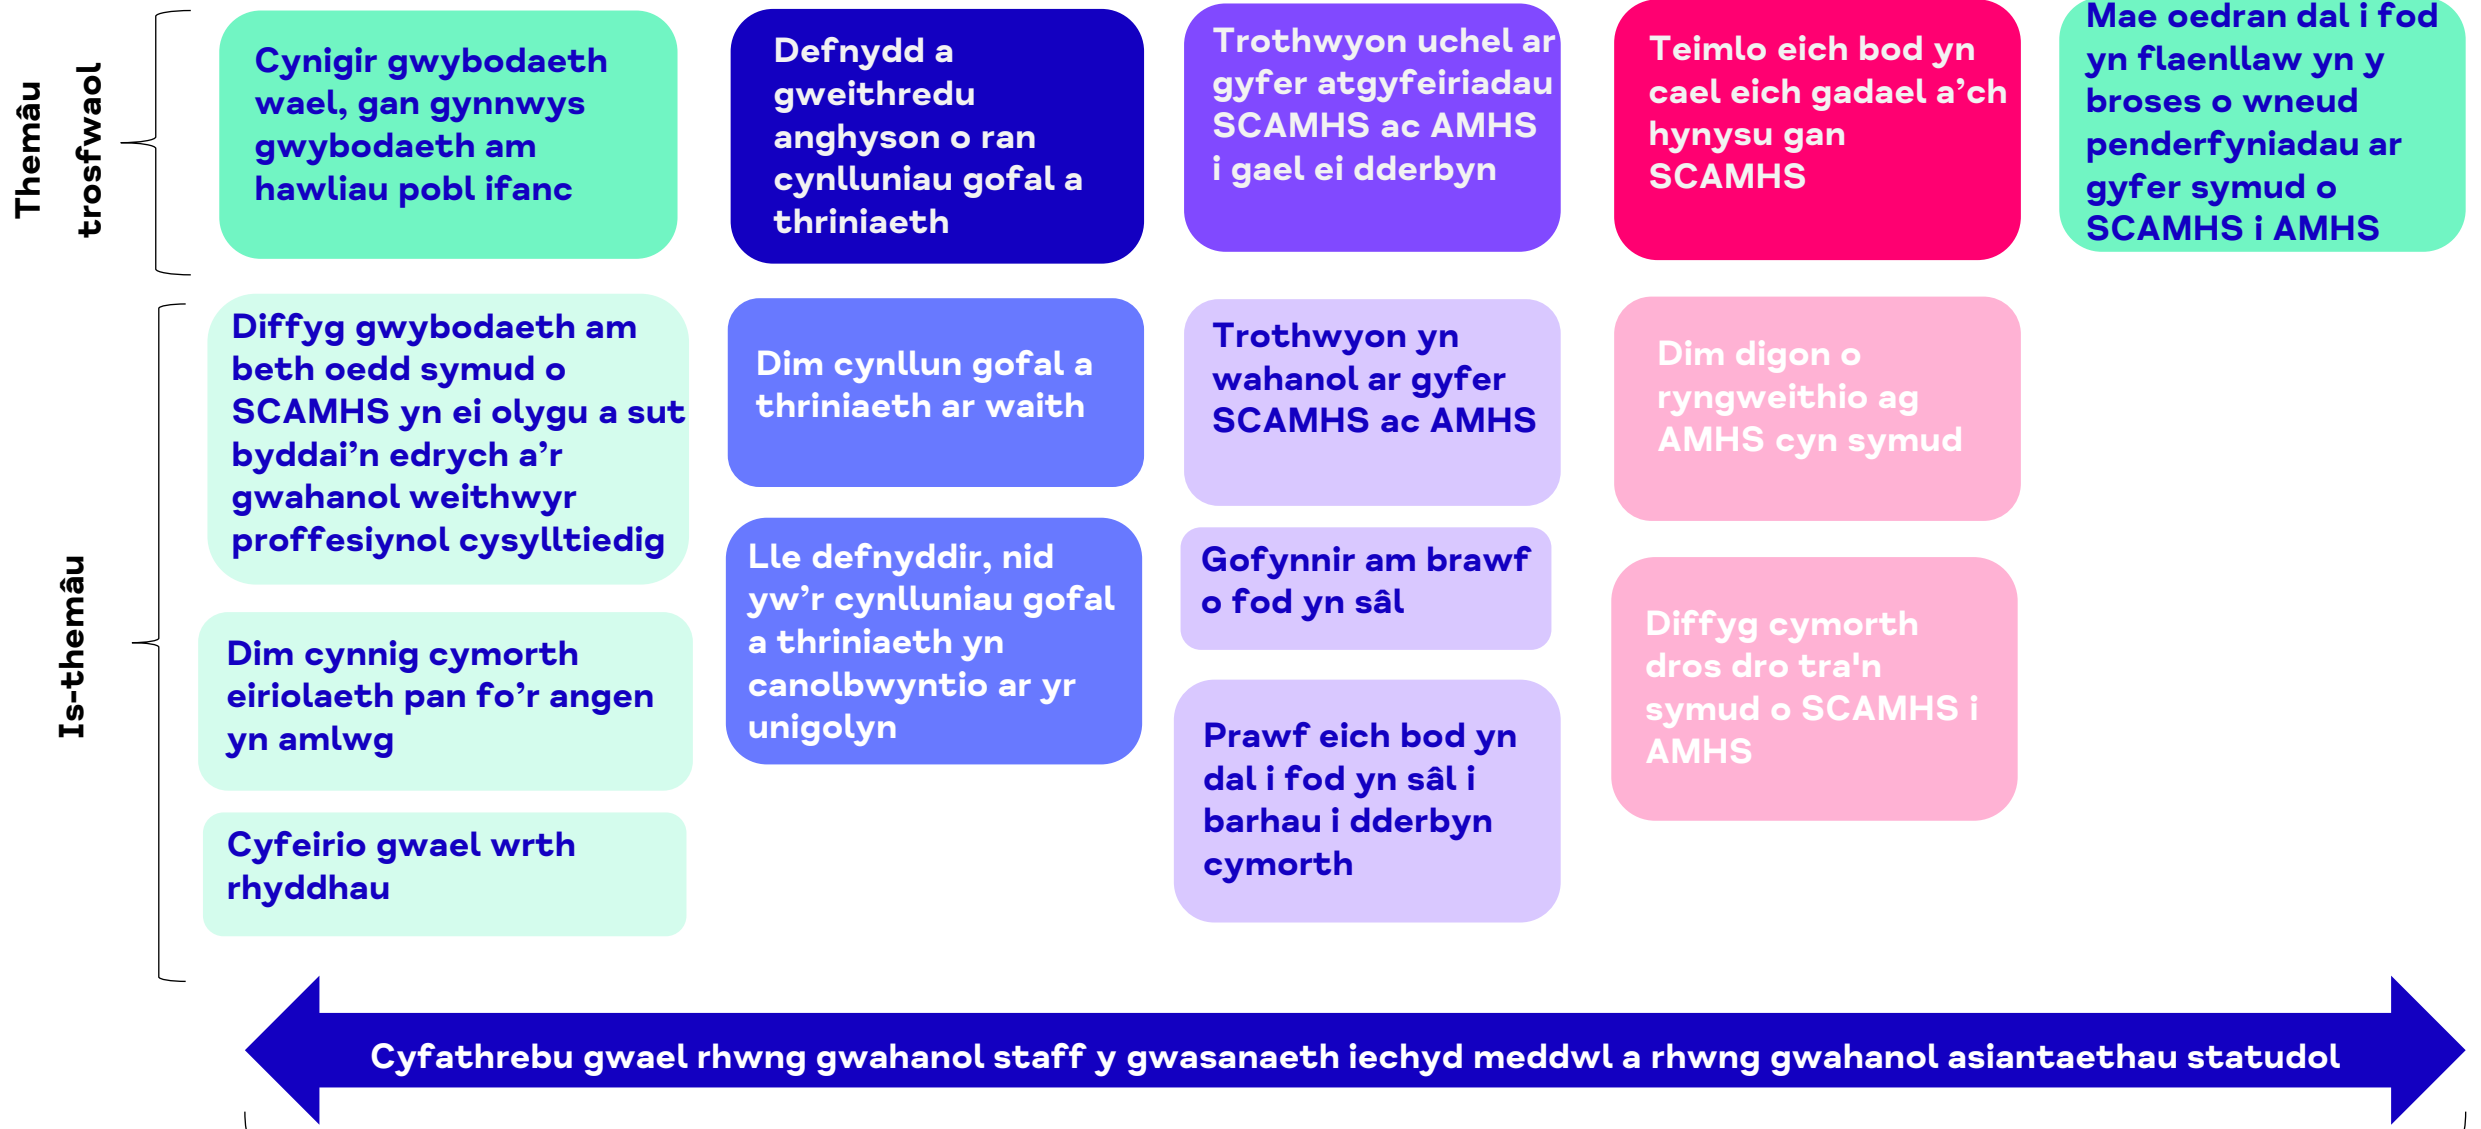 Themâu
trosfwaol
Cynigir gwybodaeth
wael, gan gynnwys
gwybodaeth am
hawliau pobl ifanc
Defnydd a
gweithredu
anghyson o ran
cynlluniau gofal a
thriniaeth
Trothwyon uchel ar
gyfer atgyfeiriadau
SCAMHS ac AMHS
i gael ei dderbyn
Teimlo eich bod yn
cael eich gadael a’ch
hynysu gan
SCAMHS
Mae oedran dal i fod
yn flaenllaw yn y
broses o wneud
penderfyniadau ar
gyfer symud o
SCAMHS i AMHS
Is-themâu
Diffyg gwybodaeth am
beth oedd symud o
SCAMHS yn ei olygu a sut
byddai’n edrych a’r
gwahanol weithwyr
proffesiynol cysylltiedig
Dim cynnig cymorth
eiriolaeth pan fo’r angen
yn amlwg
Cyfeirio gwael wrth
rhyddhau
Dim cynllun gofal a
thriniaeth ar waith
Lle defnyddir, nid
yw’r cynlluniau gofal
a thriniaeth yn
canolbwyntio ar yr
unigolyn
Trothwyon yn
wahanol ar gyfer
SCAMHS ac AMHS
Gofynnir am brawf
o fod yn sâl
Prawf eich bod yn
dal i fod yn sâl i
barhau i dderbyn
cymorth
Dim digon o
ryngweithio ag
AMHS cyn symud
Diffyg cymorth
dros dro tra'n
symud o SCAMHS i
AMHS
Cyfathrebu gwael rhwng gwahanol staff y gwasanaeth iechyd meddwl a rhwng gwahanol asiantaethau statudol